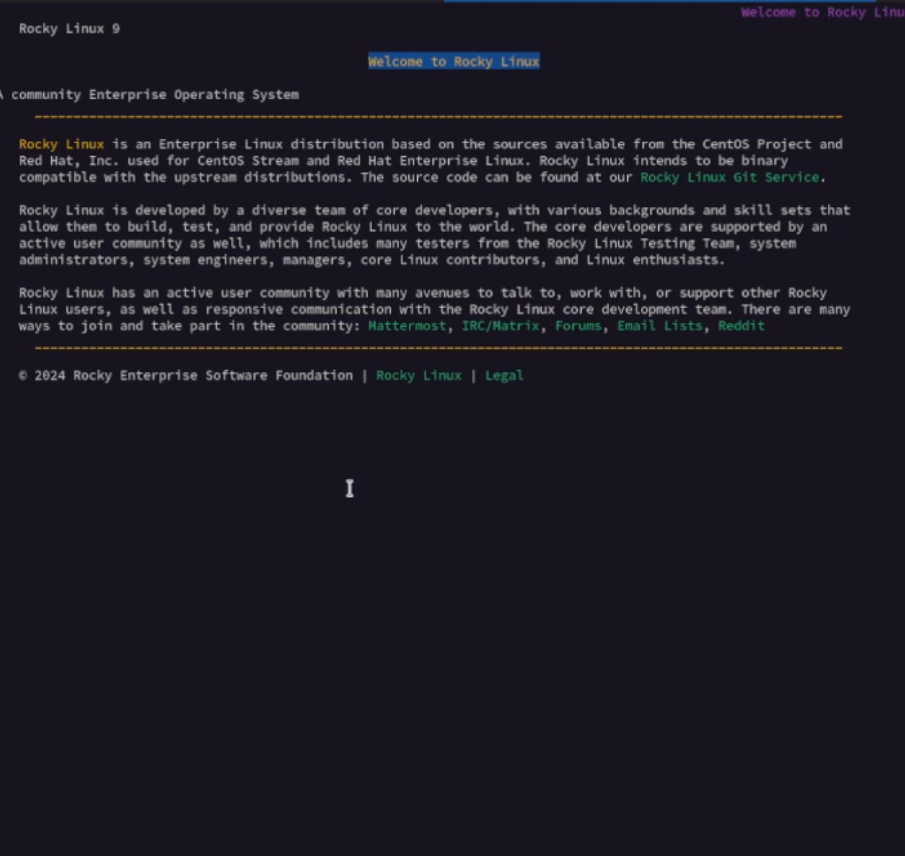 Welcome to Rocky Linu
Rocky Linux 9
Welcome to Rocky Linux
A community Enterprise Operating System
Rocky Linux is an Enterprise Linux distribution based on the sources available from the CentOS Project and
Red Hat, Inc. used for CentOS Stream and Red Hat Enterprise Linux. Rocky Linux intends to be binary
compatible with the upstream distributions. The source code can be found at our Rocky Linux Git Service.
Rocky Linux is developed by a diverse team of core developers, with various backgrounds and skill sets that
allow them to build, test, and provide Rocky Linux to the world. The core developers are supported by an
active user community as well, which includes many testers from the Rocky Linux Testing Team, system
administrators, system engineers, managers, core Linux contributors, and Linux enthusiasts.
Rocky Linux has an active user community with many avenues to talk to, work with, or support other Rocky
Linux users, as well as responsive communication with the Rocky Linux core development team. There are many
ways to join and take part in the community: Mattermost, IRC/Matrix, Forums, Email Lists, Reddit
© 2024 Rocky Enterprise Software Foundation | Rocky Linux | Legal